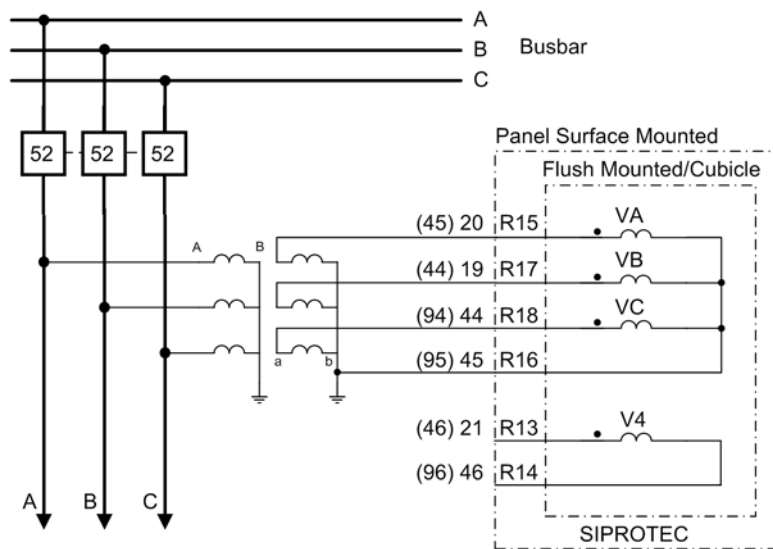 A
B Busbar
C
52 52 52
Panel Surface Mounted
Flush Mounted/Cubicle
(45) 20 R15 VA
A B
(44) 19 R17 VB
(94) 44 R18 VC
a b
(95) 45 R16
(46) 21 R13 V4
(96) 46 R14
A B C
SIPROTEC